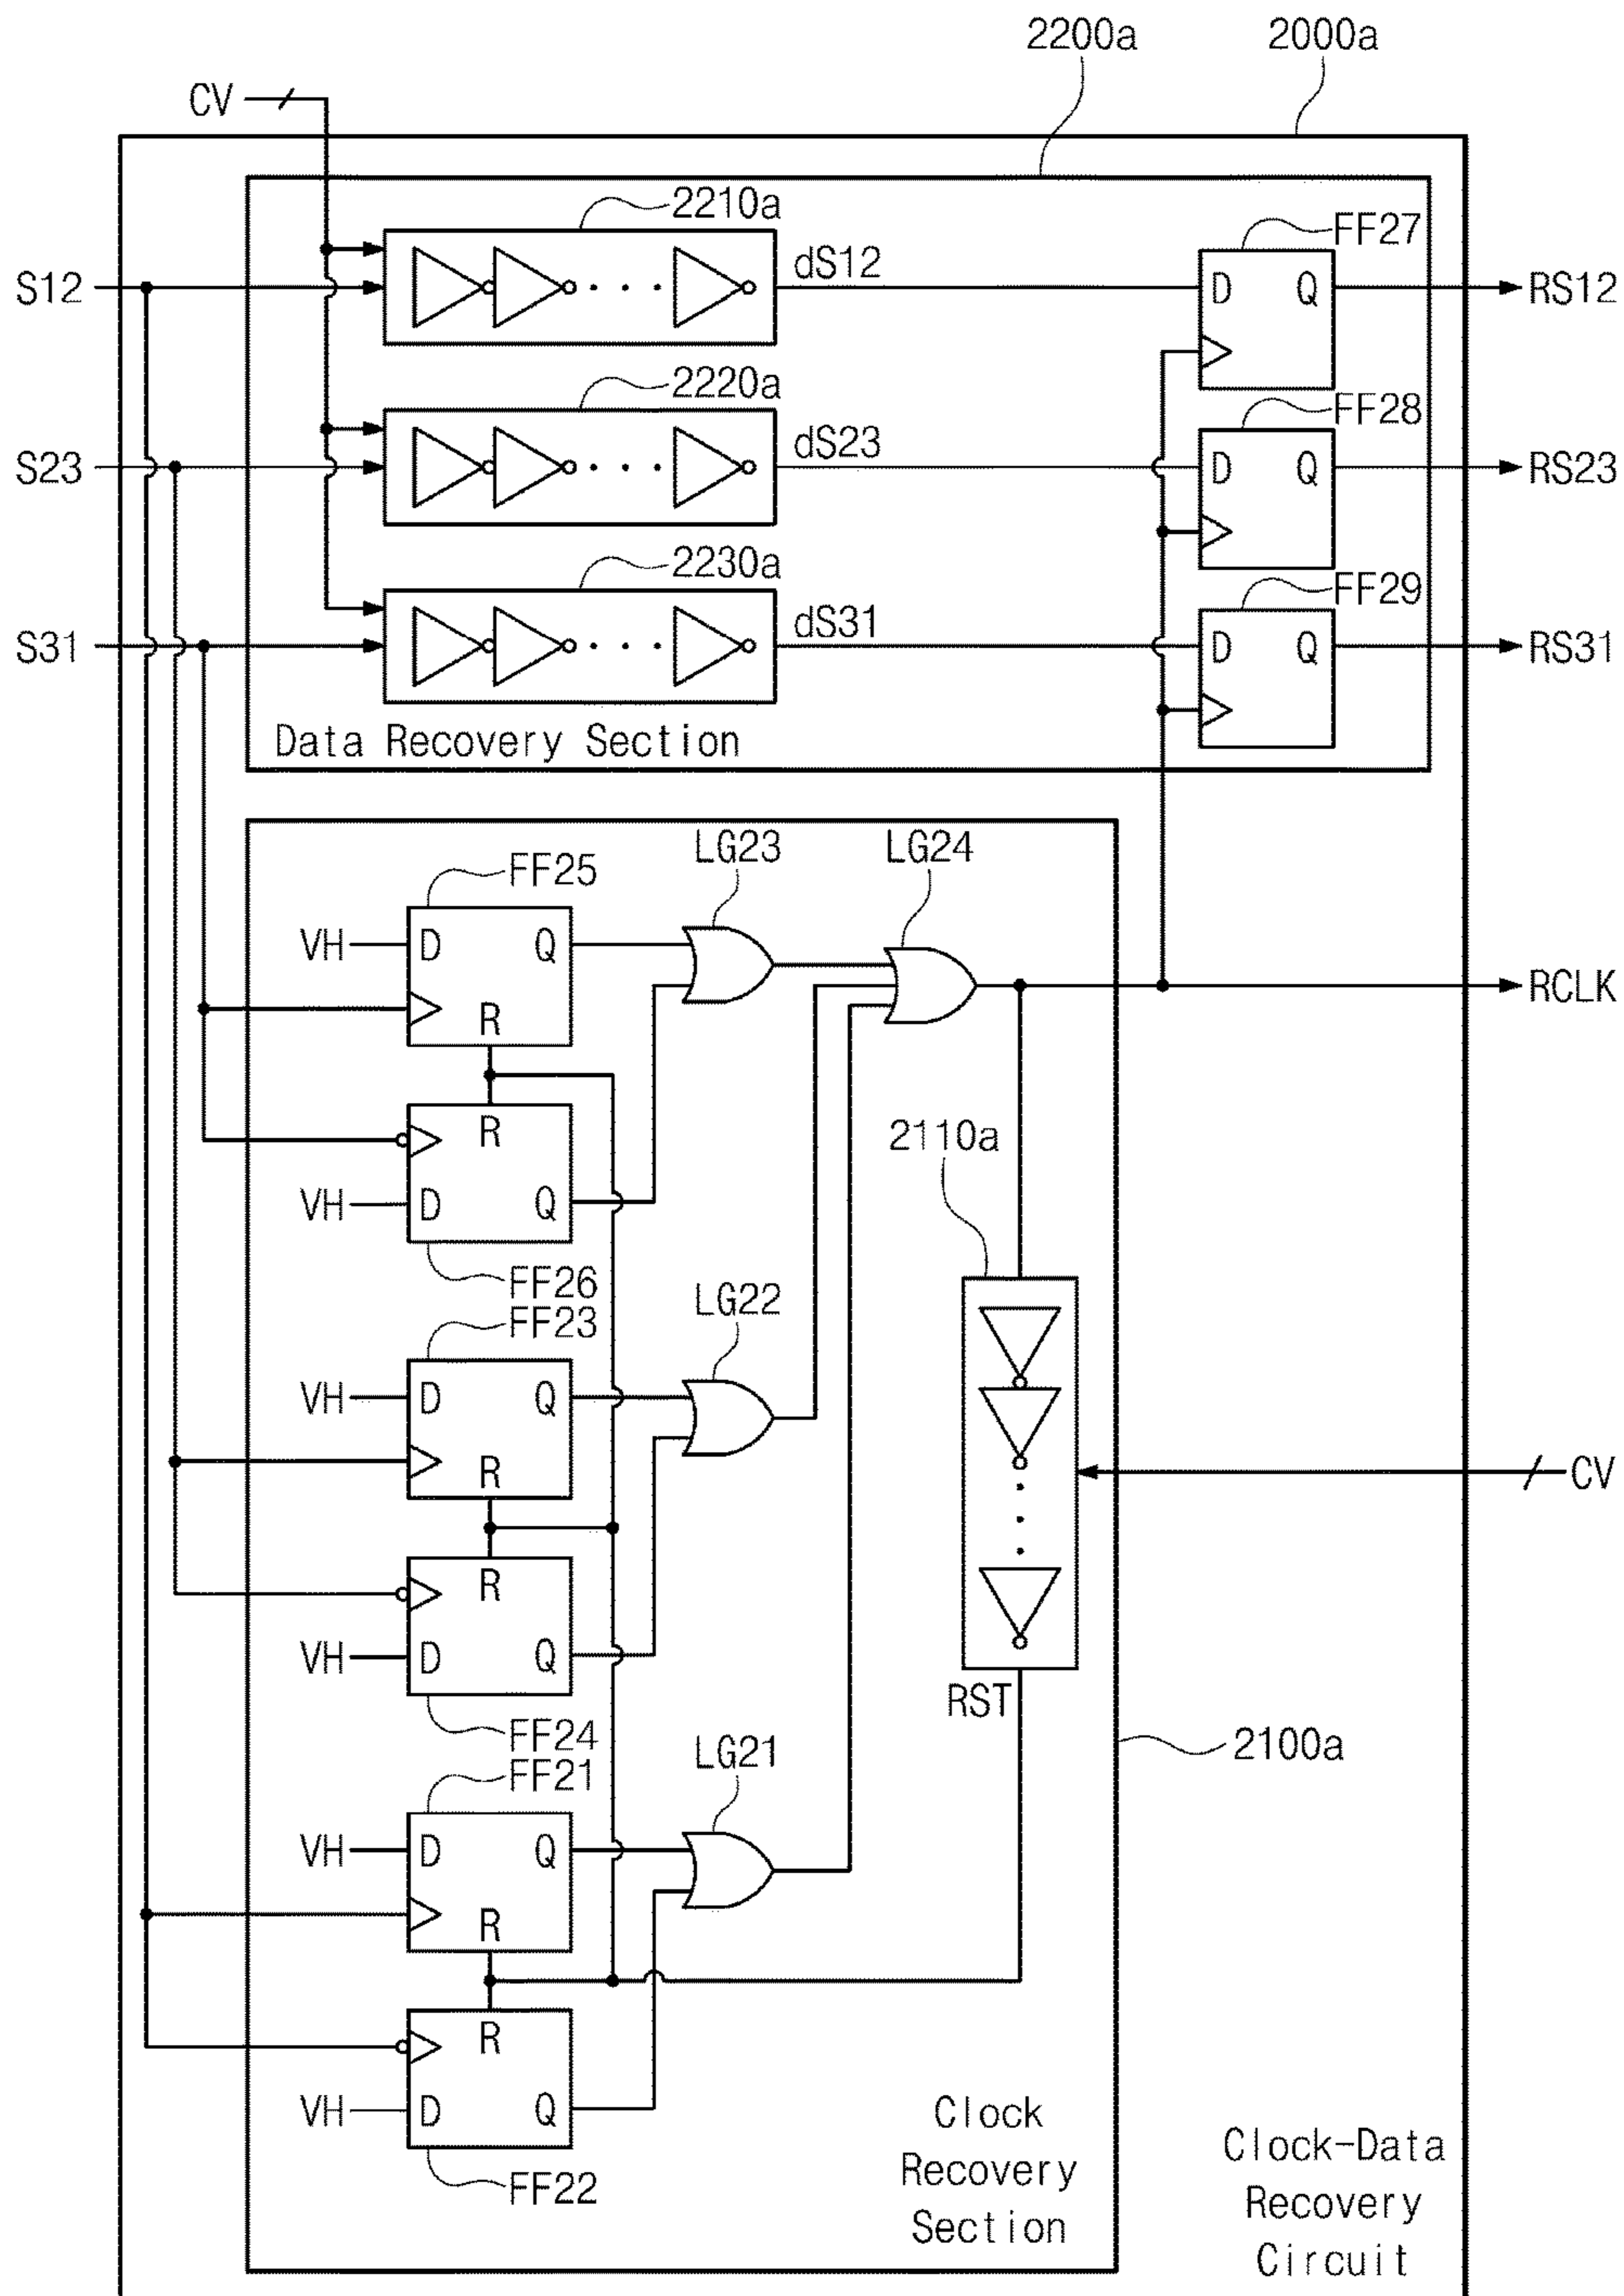 2200a 2000a
CV
2210a
FF27
S12 dS12 D Q RS12
2220a
FF28
S23 dS23 D Q RS23
2230a
FF29
S31 dS31 D Q RS31
Data Recovery Section
LG23 LG24
FF25
VH D Q
R
RCLK
R
2110a
VH D Q
FF26
LG22
FF23
VH D Q
R
CV
R
VH D Q
RST
FF24
LG21
2100a
FF21
VH D Q
R
R
VH D Q
FF22
Clock
Recovery
Section
Clock-Data
Recovery
Circuit